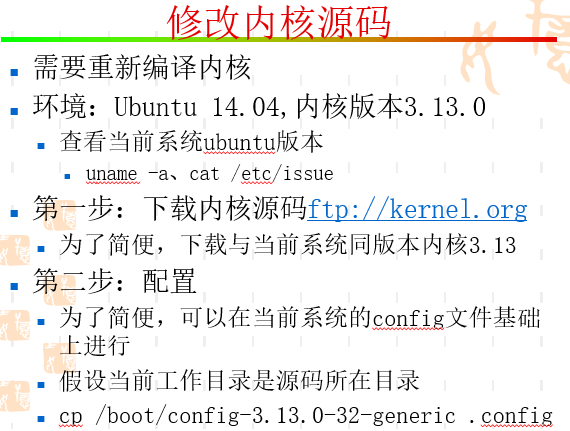 修改内核源码
需要重新编译内核
环境：Ubuntu 14.04,内核版本3.13.0
查看当前系统ubuntu版本
uname -a、cat /etc/issue
第一步：下载内核源码ftp://kernel.org
为了简便，下载与当前系统同版本内核3.13
第二步：配置
为了简便，可以在当前系统的config文件基础
上进行
假设当前工作目录是源码所在目录
cp /boot/config-3.13.0-32-generic .config